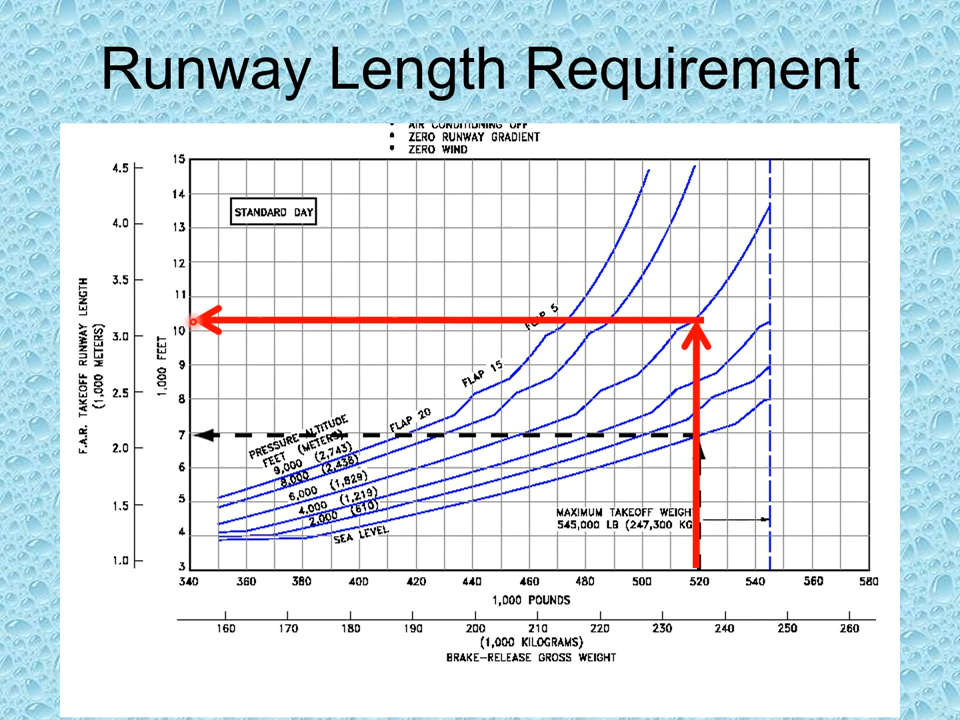 Runway Length Requirement
• AIR CONDITIONING OFF
• ZERO RUNWAY GRADIENT
• ZERO WIND
STANDARD DAY
F.A.R. TAKEOFF RUNWAY LENGTH
(1,000 METERS)
4.5
4.0
3.5
3.0
2.5
2.0
1.5
1.0
1,000 FEET
15
14
13
12
11
10
9
8
7
6
5
4
3
FLAP 5
FLAP 15
FLAP 20
PRESSURE ALTITUDE
FEET (METERS)
9,000 (2,743)
8,000 (2,438)
6,000 (1,829)
4,000 (1,219)
2,000 (610)
SEA LEVEL
MAXIMUM TAKEOFF WEIGH
545,000 LB (247,300 KG
340 360 380 400 420 440 460 480 500 520 540 560 580
1,000 POUNDS
160 170 180 190 200 210 220 230 240 250 260
(1,000 KILOGRAMS)
BRAKE-RELEASE GROSS WEIGHT